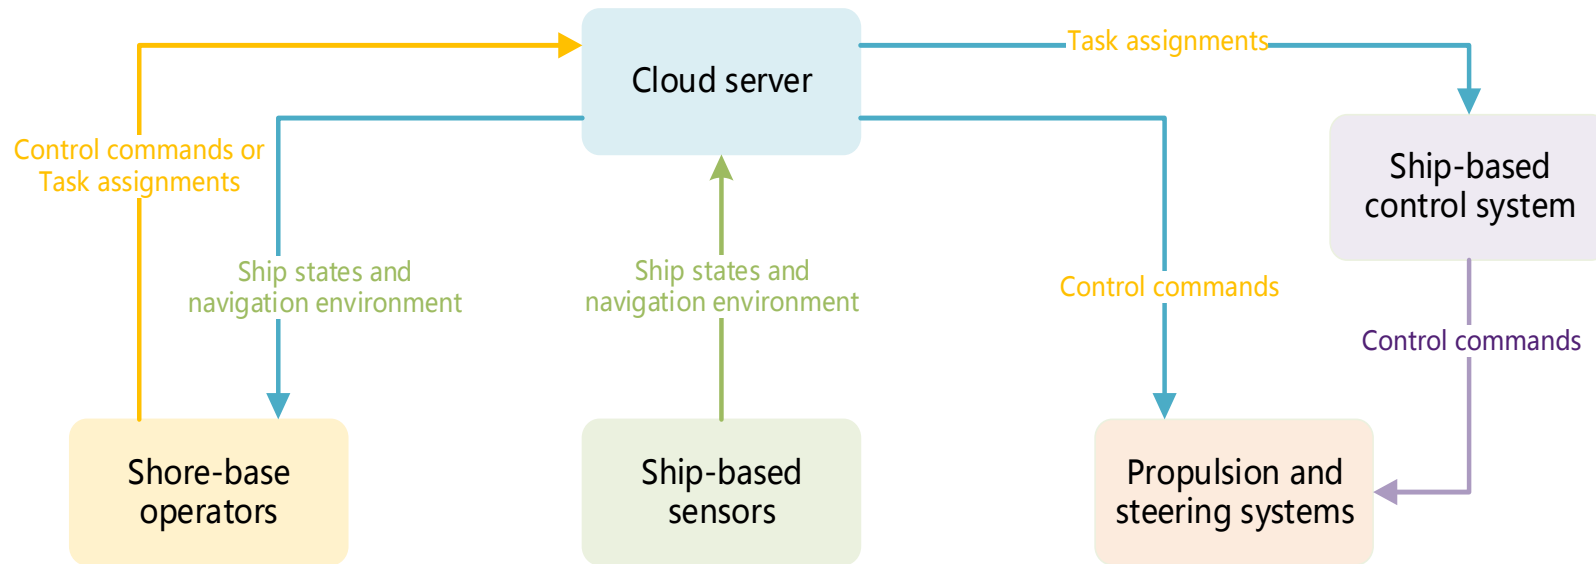 Cloud server
Task assignments
Control commands or
Task assignments
Ship-based
control system
Ship states and
navigation environment
Ship states and
navigation environment
Control commands
Control commands
Shore-base
operators
Ship-based
sensors
Propulsion and
steering systems